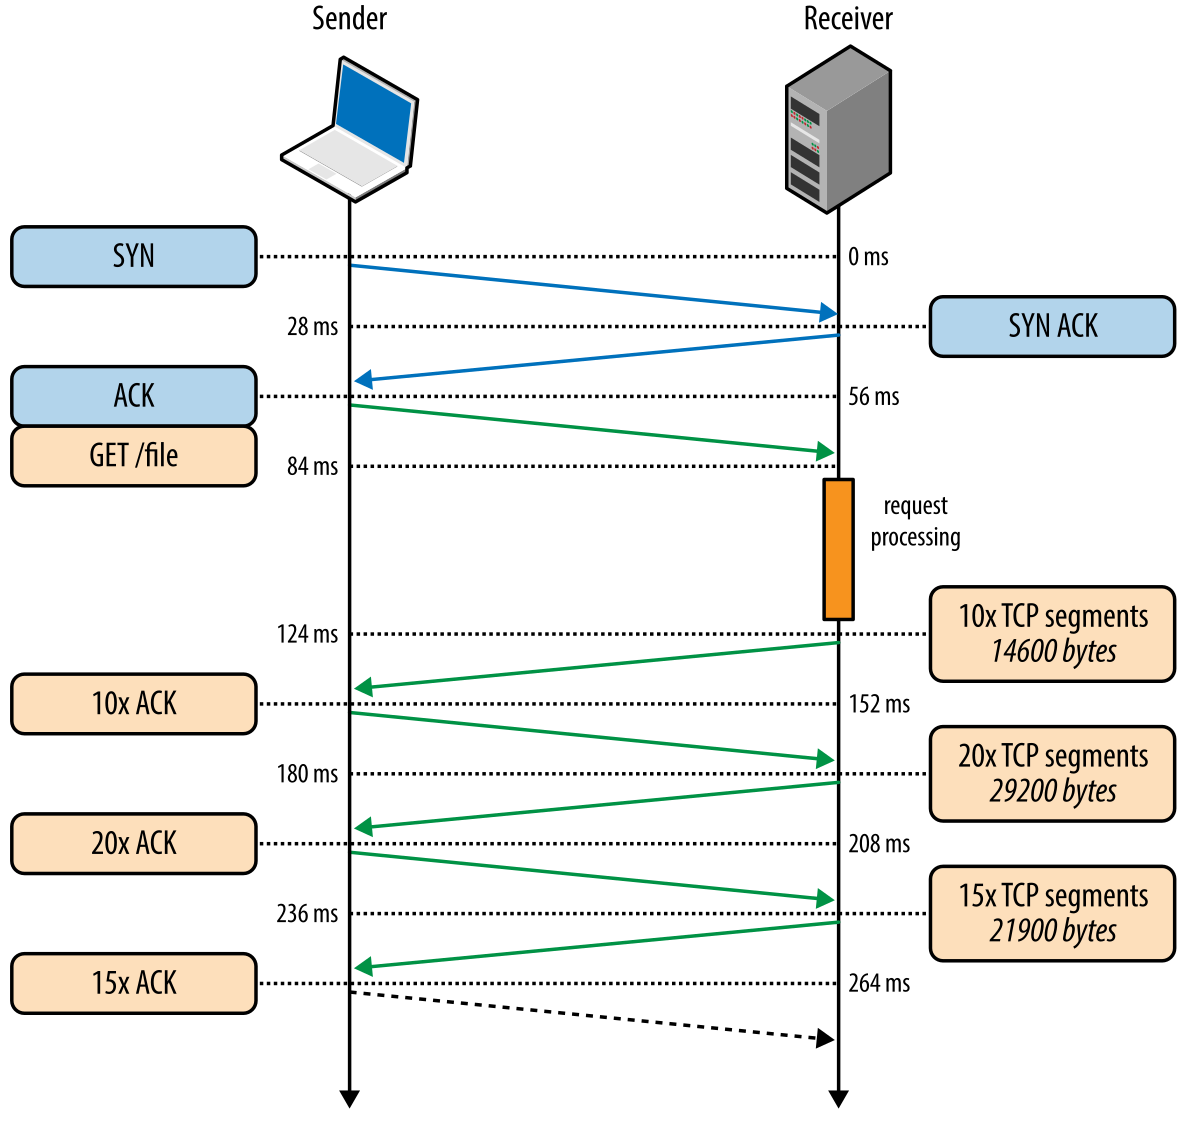 Sender
Receiver
SYN
0 ms
28 ms
SYN ACK
ACK
56 ms
GET /file
84 ms
request
processing
10x TCP segments
14600 bytes
124 ms
10x ACK
152 ms
20x TCP segments
29200 bytes
180 ms
20x ACK
208 ms
15x TCP segments
21900 bytes
236 ms
15x ACK
264 ms